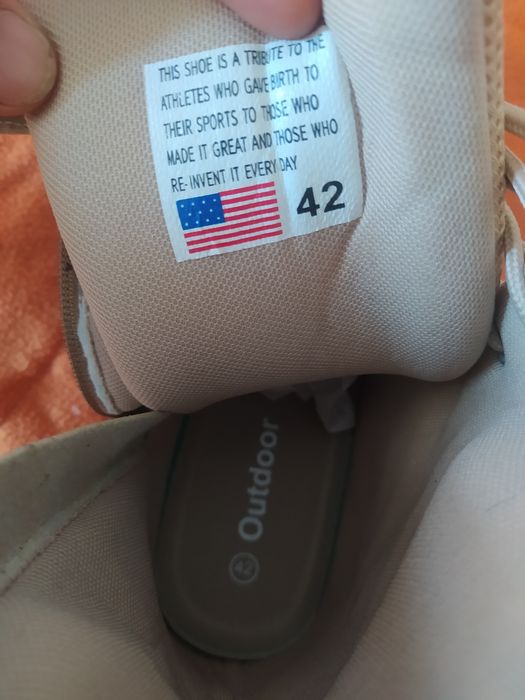 THIS SHOE IS A TRIBUTE TO THE
ATHLETES WHO GAVE BIRTH TO
THEIR SPORTS TO THOSE WHO
MADE IT GREAT AND THOSE WHO
RE-INVENT IT EVERY DAY
42
Outdoor
42